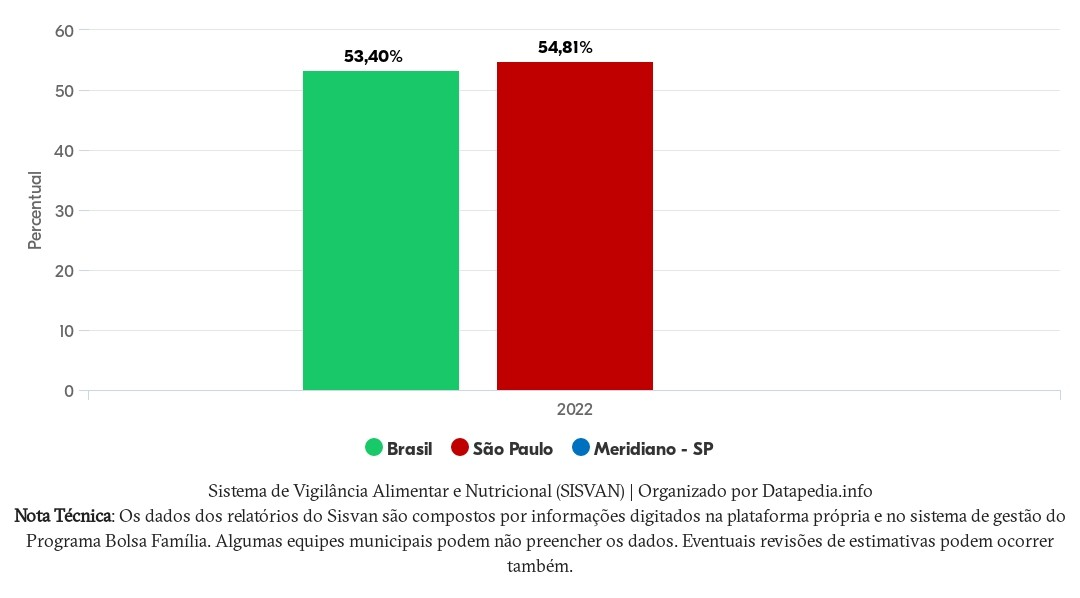 60
53,40%
54,81%
50
40
30
20
10
0
Percentual
2022
Brasil São Paulo Meridiano - SP
Sistema de Vigilância Alimentar e Nutricional (SISVAN) | Organizado por Datapedia.info
Nota Técnica: Os dados dos relatórios do Sisvan são compostos por informações digitados na plataforma própria e no sistema de gestão do
Programa Bolsa Família. Algumas equipes municipais podem não preencher os dados. Eventuais revisões de estimativas podem ocorrer
também.